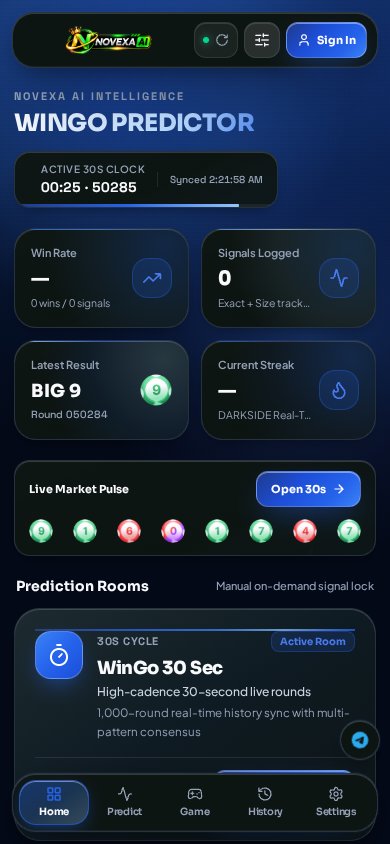 NOVEXA AI
Sign In
NOVEXA AI INTELLIGENCE
WINGO PREDICTOR
ACTIVE 30S CLOCK
00:25 · 50285
Synced 2:21:58 AM
Win Rate
—
0 wins / 0 signals
Signals Logged
0
Exact + Size track...
Latest Result
BIG 9
Round 050284
9
Current Streak
—
DARKSIDE Real-T...
Live Market Pulse
Open 30s →
9 1 6 0 1 7 4 7
Prediction Rooms
Manual on-demand signal lock
30S CYCLE
Active Room
WinGo 30 Sec
High-cadence 30-second live rounds
1,000-round real-time history sync with multi-
pattern consensus
Home
Predict
Game
History
Settings